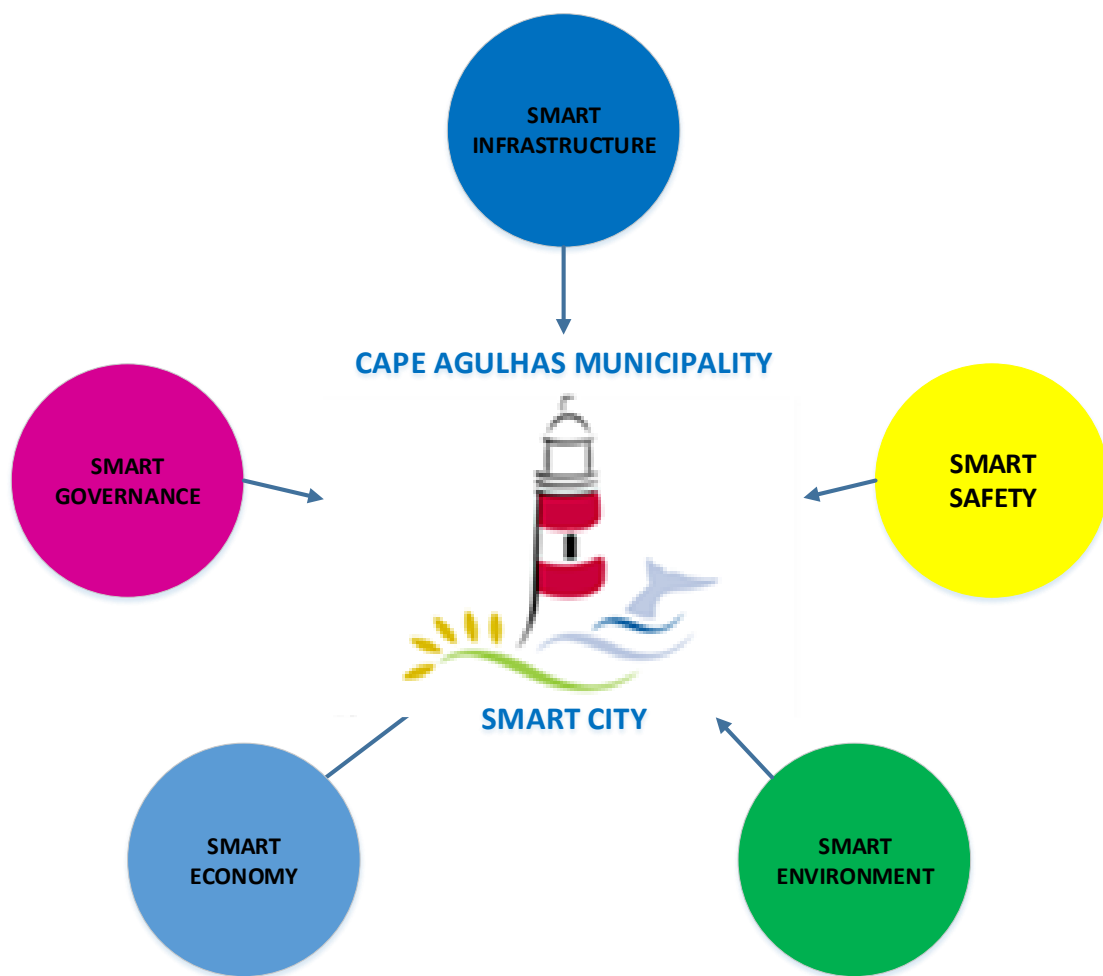 SMART
INFRASTRUCTURE
CAPE AGULHAS MUNICIPALITY
SMART
GOVERNANCE
SMART
SAFETY
SMART CITY
SMART
ECONOMY
SMART
ENVIRONMENT